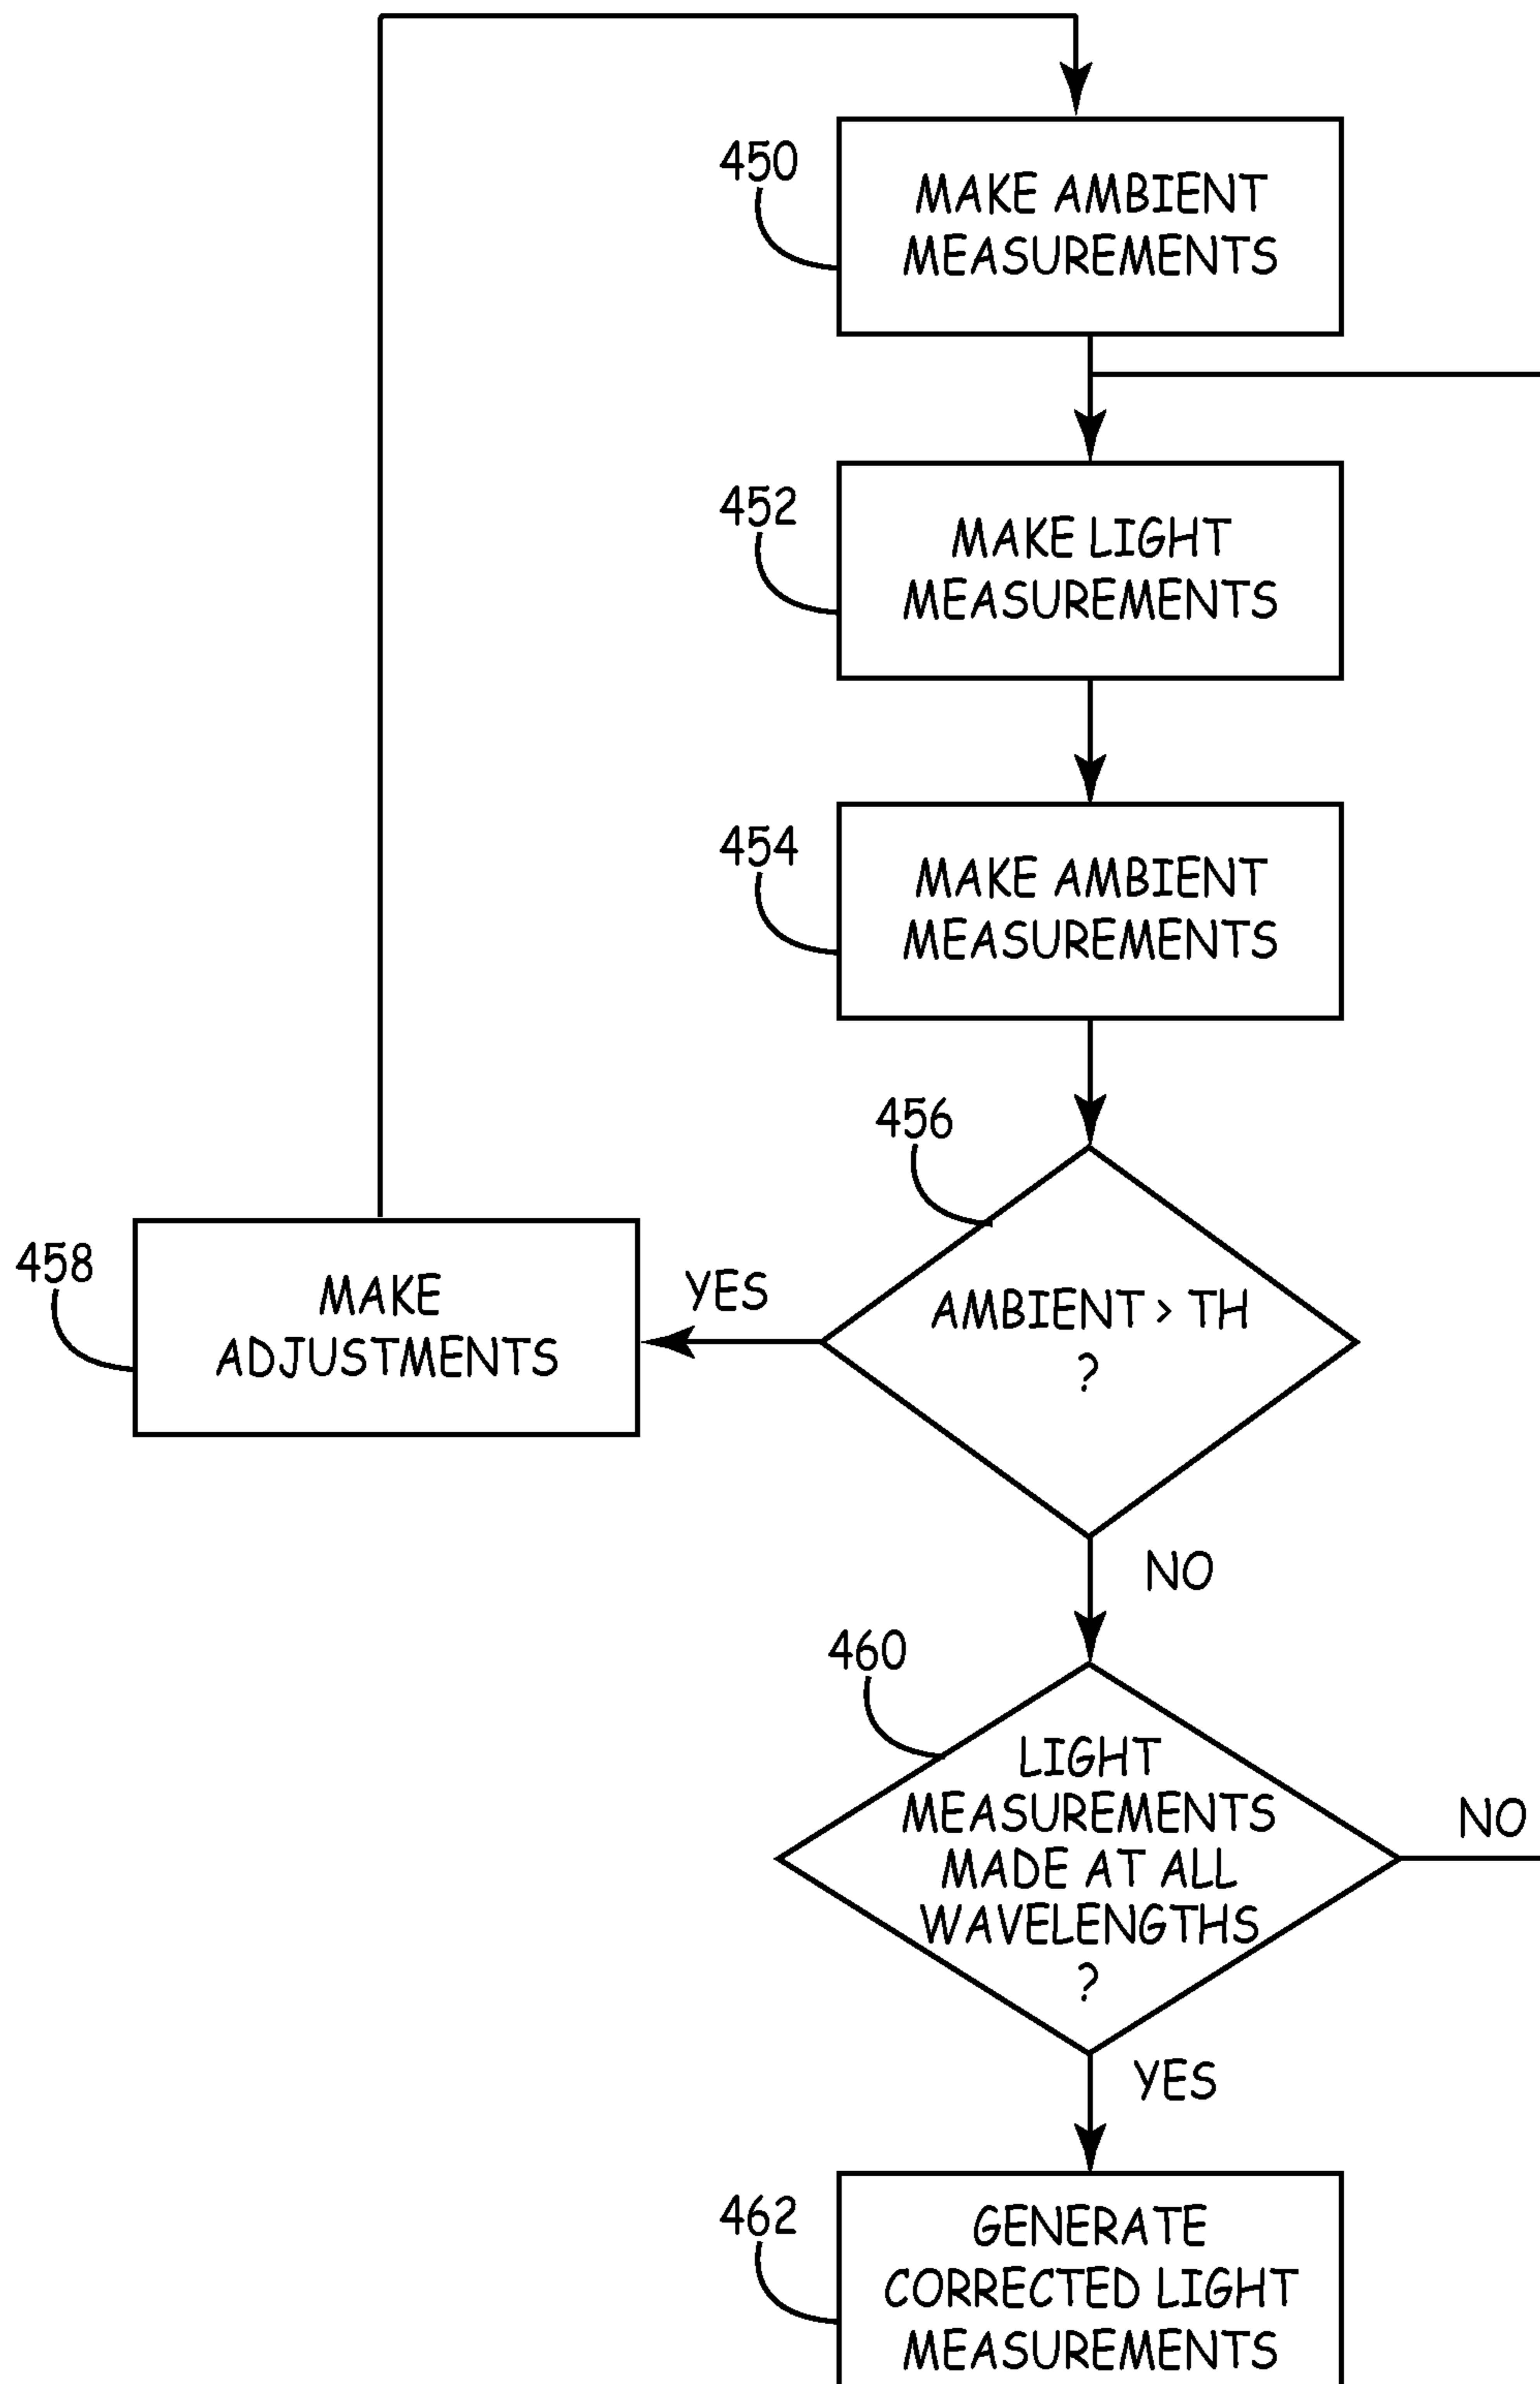 450
MAKE AMBIENT
MEASUREMENTS
452
MAKE LIGHT
MEASUREMENTS
454
MAKE AMBIENT
MEASUREMENTS
456
AMBIENT > TH
?
YES
458
MAKE
ADJUSTMENTS
NO
460
LIGHT
MEASUREMENTS
MADE AT ALL
WAVELENGTHS
?
NO
YES
462
GENERATE
CORRECTED LIGHT
MEASUREMENTS